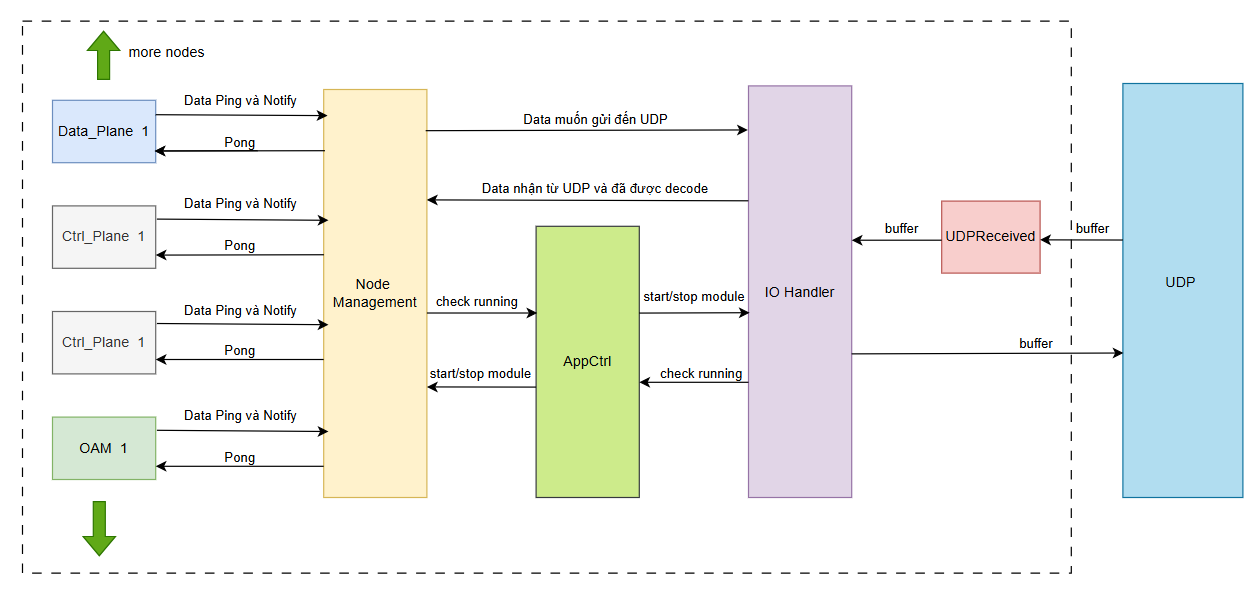 more nodes
Data_Plane 1
Data Ping và Notify
Pong
Ctrl_Plane 1
Data Ping và Notify
Pong
Ctrl_Plane 1
Data Ping và Notify
Pong
OAM 1
Data Ping và Notify
Pong
Node
Management
Data muốn gửi đến UDP
Data nhận từ UDP và đã được decode
check running
start/stop module
AppCtrl
start/stop module
check running
IO Handler
buffer
UDPReceived
buffer
buffer
UDP